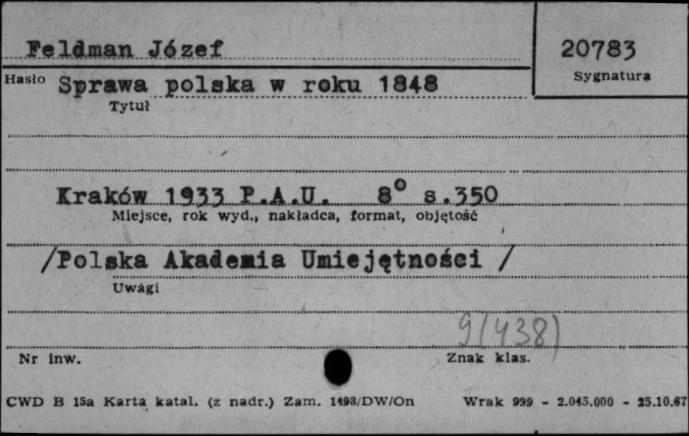 Feldman Józef
20783
Hasło
Sygnatura
Sprawa polska w roku 1848
Tytuł
Kraków 1933 P.A.U. 8° s.350
Miejsce, rok wyd., nakładca, format, objętość
/Polska Akademia Umiejętności /
Uwagi
9(438)
Nr inw.
Znak klas.
CWD B 15a Karta katal. (z nadr.) Zam. 1498/DW/On Wrak 999 - 2.045.000 - 25.10.67